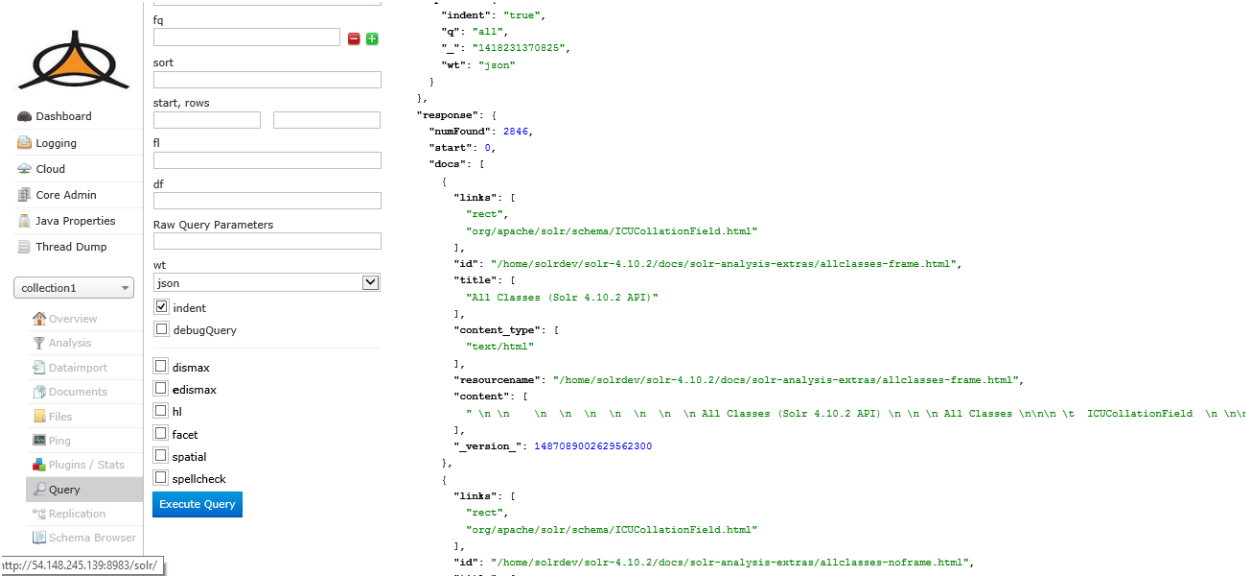 Dashboard
Logging
Cloud
Core Admin
Java Properties
Thread Dump
collection1
Overview
Analysis
Dataimport
Documents
Files
Ping
Plugins / Stats
Query
Replication
Schema Browser
http://54.148.245.139:8983/solr/
fq
sort
start, rows
fl
df
Raw Query Parameters
wt
json
indent
debugQuery
dismax
edismax
hl
facet
spatial
spellcheck
Execute Query
"indent": "true",
"q": "all",
"_": "1418231370825",
"wt": "json"
}
},
"response": {
"numFound": 2846,
"start": 0,
"docs": [
{
"links": [
"rect",
"org/apache/solr/schema/ICUCollationField.html"
],
"id": "/home/solrdev/solr-4.10.2/docs/solr-analysis-extras/allclasses-frame.html",
"title": [
"All Classes (Solr 4.10.2 API)"
],
"content_type": [
"text/html"
],
"resourcename": "/home/solrdev/solr-4.10.2/docs/solr-analysis-extras/allclasses-frame.html",
"content": [
" \n \n    \n  \n  \n  \n  \n  \n  \n All Classes (Solr 4.10.2 API) \n \n \n All Classes \n\n\n \t  ICUCollationField  \n \n\n
],
"_version_": 1487089002629562300
},
{
"links": [
"rect",
"org/apache/solr/schema/ICUCollationField.html"
],
"id": "/home/solrdev/solr-4.10.2/docs/solr-analysis-extras/allclasses-noframe.html",